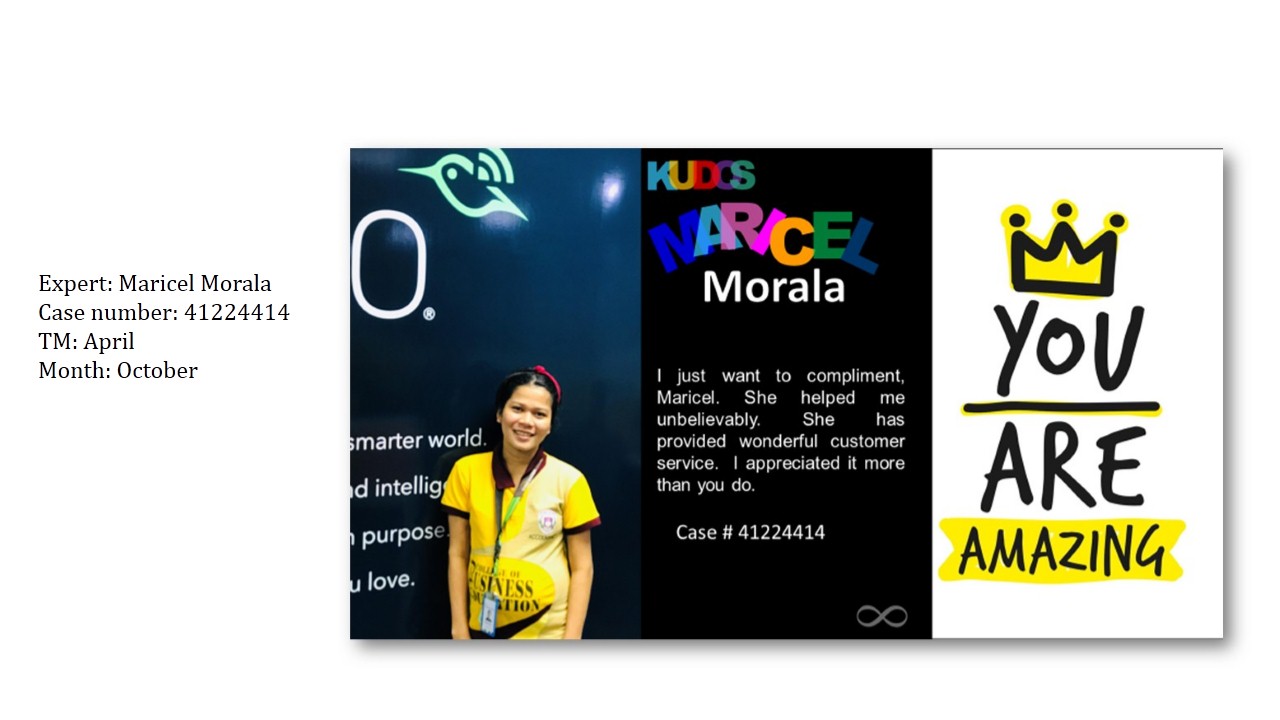 Expert: Maricel Morala
Case number: 41224414
TM: April
Month: October
O®
smarter world.
purpose.
love.
BUSINESS
KUDOS
MARICEL
Morala
I just want to compliment,
Maricel. She helped me
unbelievably. She has
provided wonderful customer
service. I appreciated it more
than you do.
Case # 41224414
YOU
ARE
AMAZING